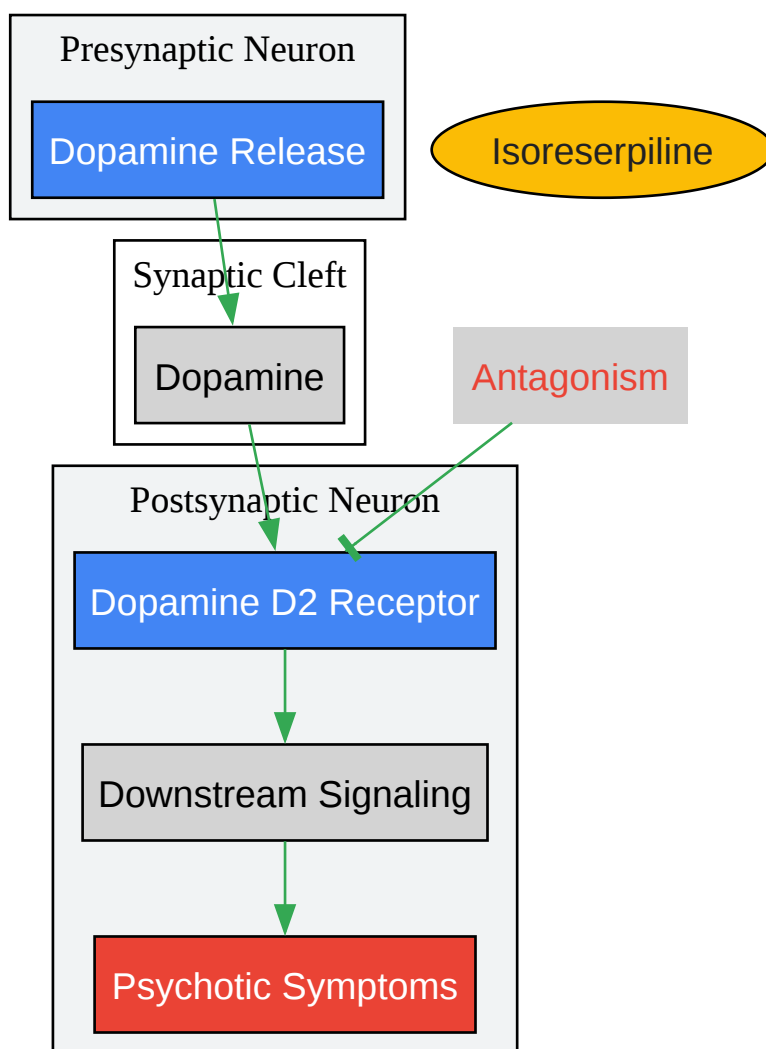 Presynaptic Neuron
Dopamine Release
Isoreserpiline
Synaptic Cleft
Dopamine
Antagonism
Postsynaptic Neuron
Dopamine D2 Receptor
Downstream Signaling
Psychotic Symptoms